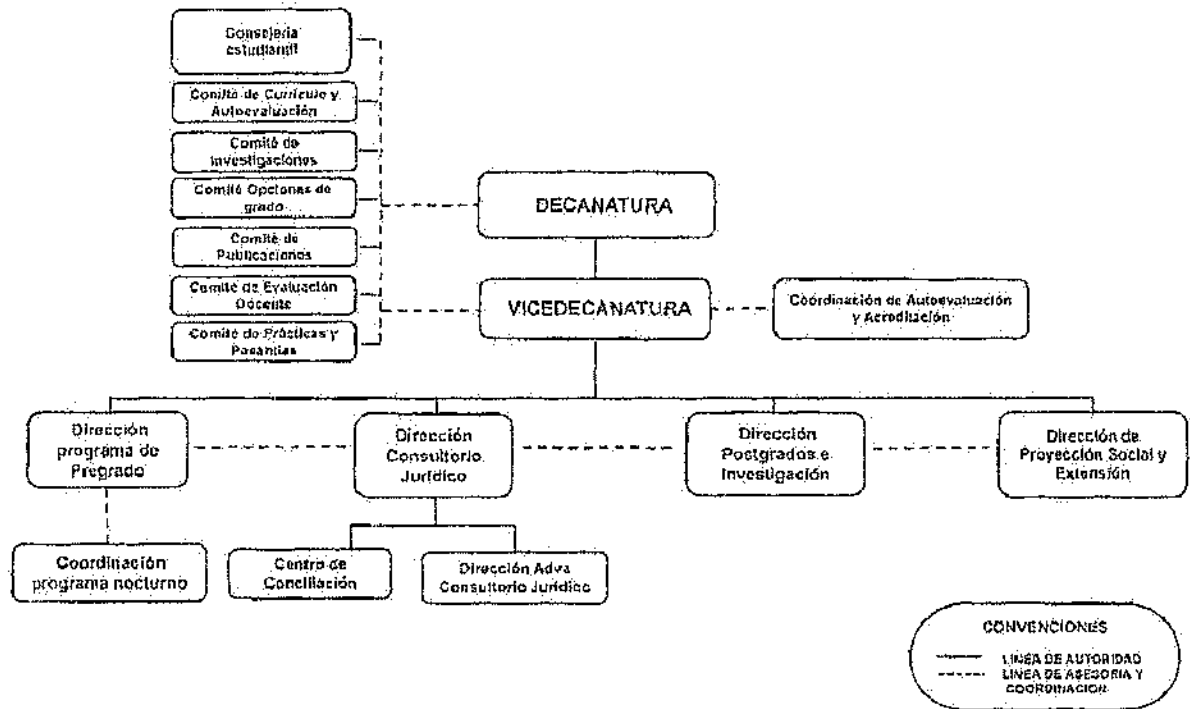 Consejería
estudiantil
Comité de Currículo y
Autoevaluación
Comité de
Investigaciones
Comité Opciones de
grado
Comité de
Publicaciones
Comité de Evaluación
Docente
Comité de Prácticas y
Pasantías
DECANATURA
VICEDECANATURA
Coordinación de Autoevaluación
y Acreditación
Dirección
programa de
Pregrado
Dirección
Consultorio
Jurídico
Dirección
Postgrados e
Investigación
Dirección de
Proyección Social y
Extensión
Coordinación
programa nocturno
Centro de
Conciliación
Dirección Adva
Consultorio Jurídico
CONVENCIONES
LINEA DE AUTORIDAD
LINEA DE ASESORIA Y
COORDINACION